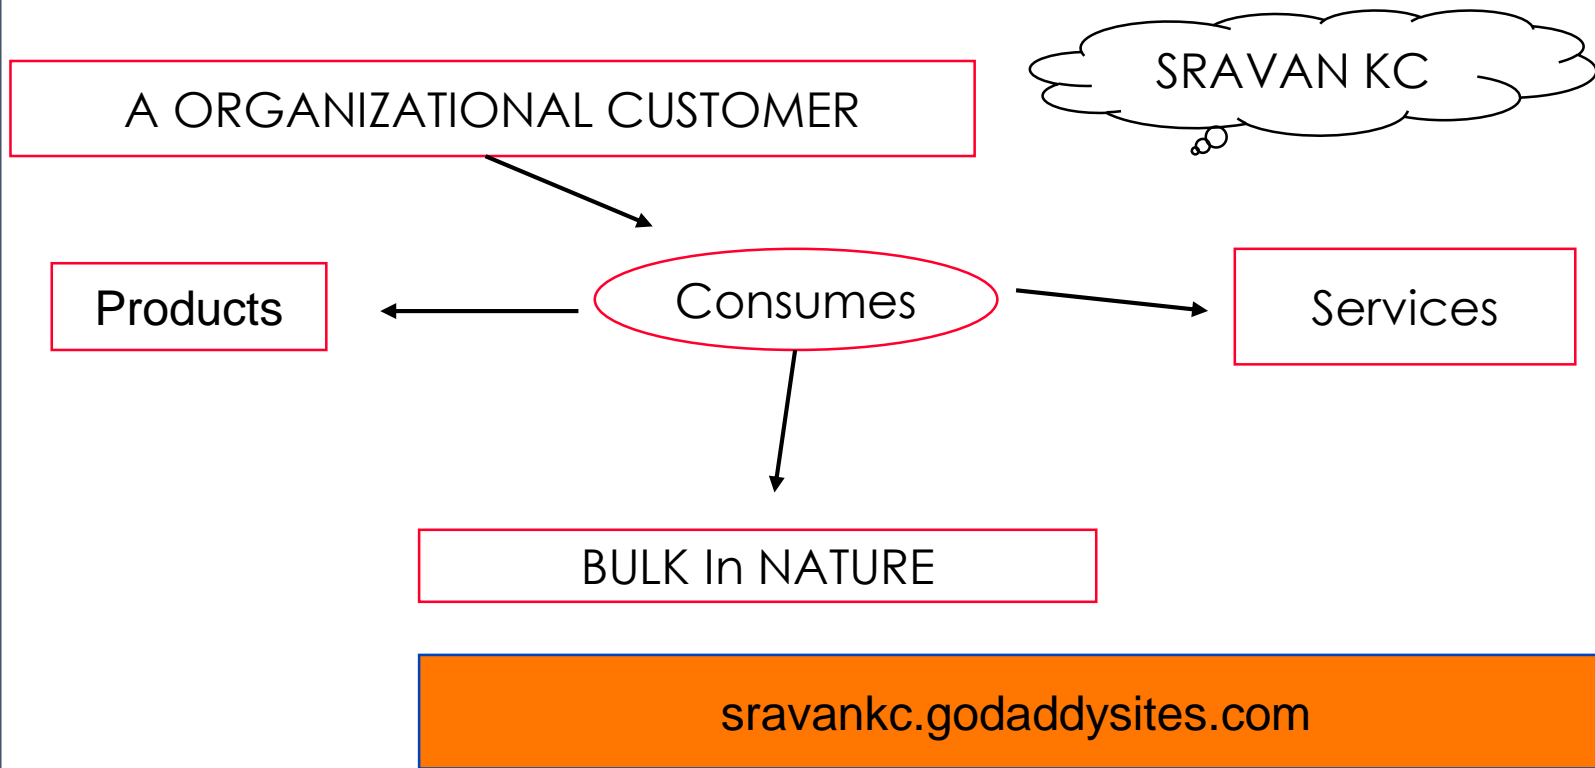 SRAVAN KC
A ORGANIZATIONAL CUSTOMER
Products
Consumes
Services
BULK In NATURE
sravankc.godaddysites.com